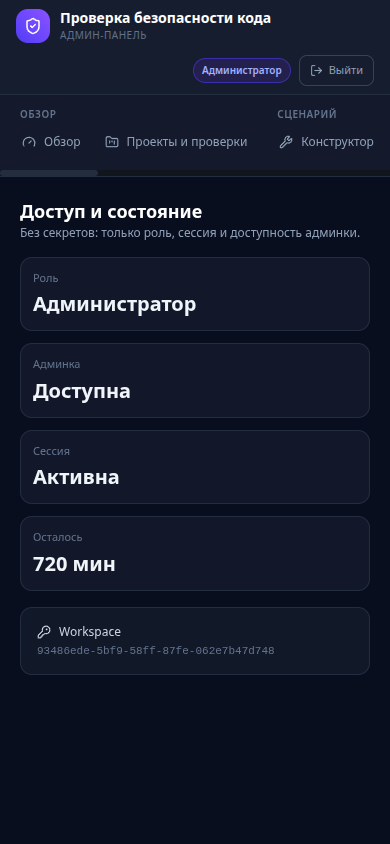 Проверка безопасности кода
АДМИН-ПАНЕЛЬ
Администратор
Выйти
ОБЗОР
СЦЕНАРИЙ
Обзор
Проекты и проверки
Конструктор
Доступ и состояние
Без секретов: только роль, сессия и доступность админки.
Роль
Администратор
Админка
Доступна
Сессия
Активна
Осталось
720 мин
Workspace
93486ede-5bf9-58ff-87fe-062e7b47d748